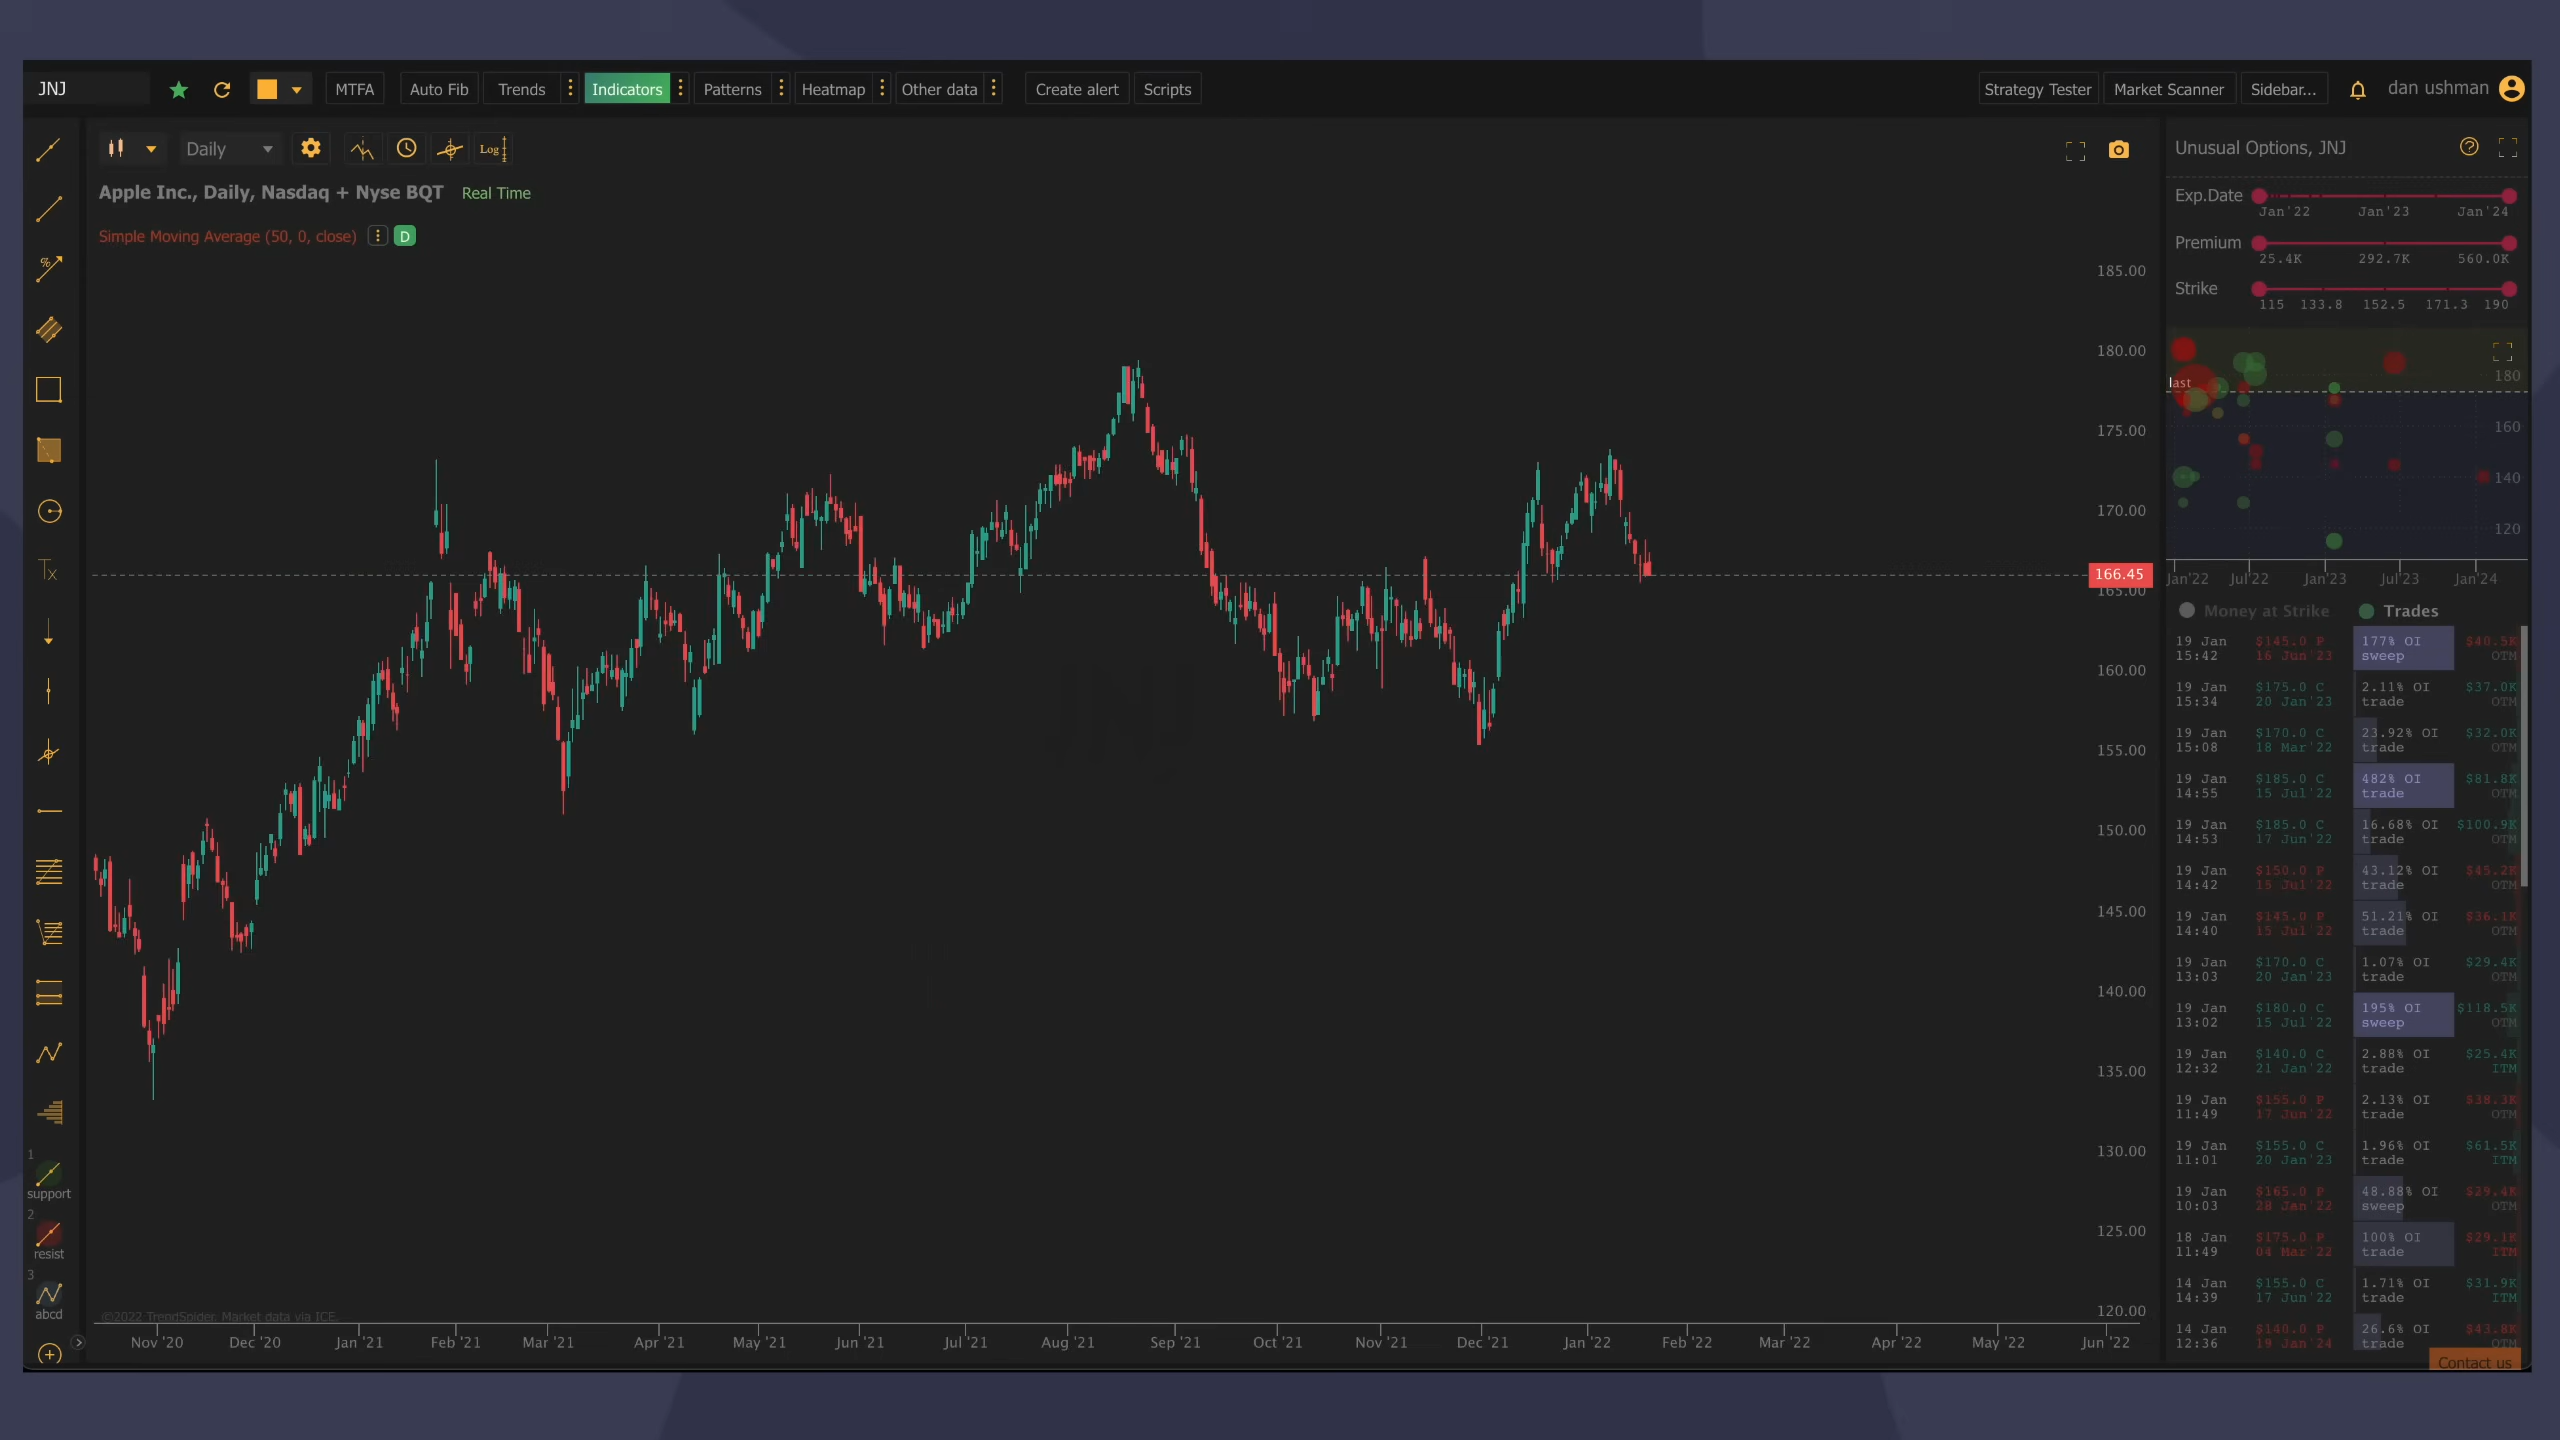 JNJ
MTFA
Auto Fib
Trends
Indicators
Patterns
Heatmap
Other data
Create alert
Scripts
Strategy Tester
Market Scanner
Sidebar...
dan ushman
Daily
Log
Apple Inc., Daily, Nasdaq + Nyse BQT Real Time
Simple Moving Average (50, 0, close) D
%
Tx
1
support
2
resist
3
abcd
185.00
180.00
175.00
170.00
166.45
165.00
160.00
155.00
150.00
145.00
140.00
135.00
130.00
125.00
120.00
©2022 TrendSpider. Market data via ICE.
Nov '20 Dec '20 Jan '21 Feb '21 Mar '21 Apr '21 May '21 Jun '21 Jul '21 Aug '21 Sep '21 Oct '21 Nov '21 Dec '21 Jan '22 Feb '22 Mar '22 Apr '22 May '22 Jun '22
Unusual Options, JNJ
Exp.Date
Jan'22 Jan'23 Jan'24
Premium
25.4K 292.7K 560.0K
Strike
115 133.8 152.5 171.3 190
last
180
160
140
120
Jan'22 Jul'22 Jan'23 Jul'23 Jan'24
Money at Strike Trades
19 Jan $145.0 P 177% OI $40.5K
15:42 16 Jun'23 sweep OTM
19 Jan $175.0 C 2.11% OI $37.0K
15:34 20 Jan'23 trade OTM
19 Jan $170.0 C 23.92% OI $32.0K
15:08 18 Mar'22 trade OTM
19 Jan $185.0 C 482% OI $81.8K
14:55 15 Jul'22 trade OTM
19 Jan $185.0 C 16.68% OI $100.9K
14:53 17 Jun'22 trade OTM
19 Jan $150.0 P 43.12% OI $45.2K
14:42 15 Jul'22 trade OTM
19 Jan $145.0 P 51.21% OI $36.1K
14:40 15 Jul'22 trade OTM
19 Jan $170.0 C 1.07% OI $29.4K
13:03 20 Jan'23 trade OTM
19 Jan $180.0 C 195% OI $118.5K
13:02 15 Jul'22 sweep OTM
19 Jan $140.0 C 2.88% OI $25.4K
12:32 21 Jan'22 trade ITM
19 Jan $155.0 P 2.13% OI $38.3K
11:49 17 Jun'22 trade OTM
19 Jan $155.0 C 1.96% OI $61.5K
11:01 20 Jan'23 trade ITM
19 Jan $165.0 P 48.88% OI $29.4K
10:03 28 Jan'22 sweep OTM
18 Jan $175.0 P 100% OI $29.1K
11:49 04 Mar'22 trade ITM
14 Jan $155.0 C 1.71% OI $31.9K
14:39 17 Jun'22 trade ITM
14 Jan $140.0 P 26.6% OI $43.8K
12:36 19 Jan'24 trade OTM
Contact us